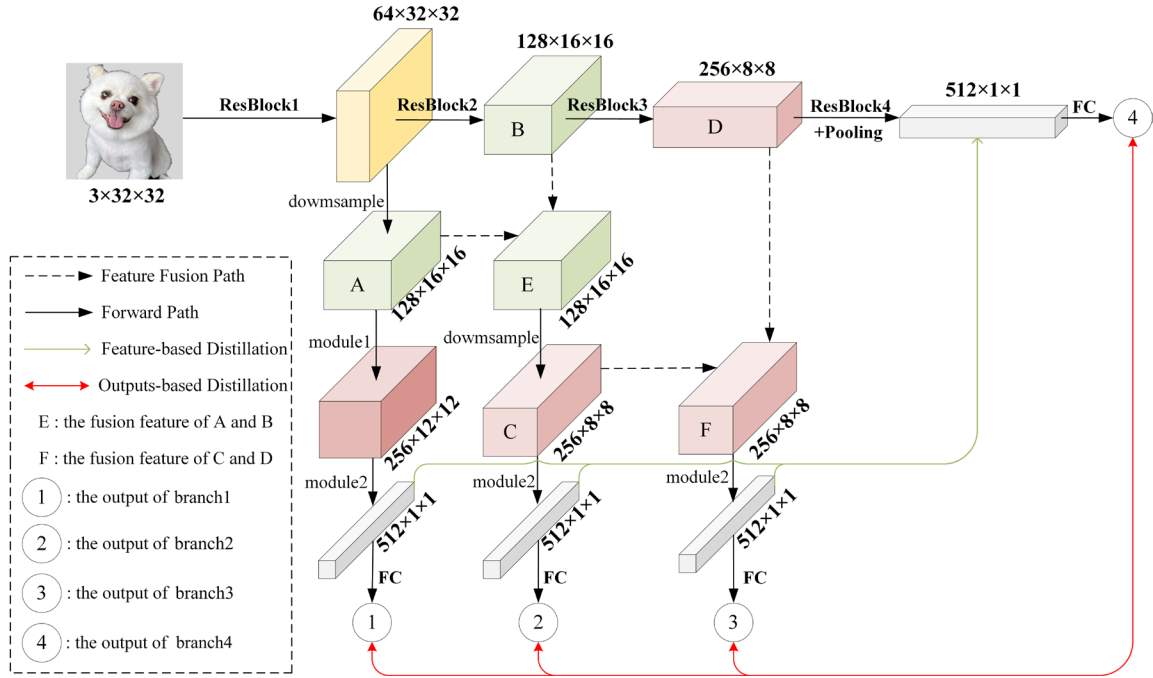 64×32×32
128×16×16
256×8×8
512×1×1
ResBlock1
ResBlock2
ResBlock3
ResBlock4
+Pooling
FC
B
D
4
3×32×32
dowmsample
A
128×16×16
E
128×16×16
module1
dowmsample
256×12×12
C
256×8×8
F
256×8×8
module2
module2
module2
512×1×1
512×1×1
512×1×1
FC
FC
FC
1
2
3
Feature Fusion Path
Forward Path
Feature-based Distillation
Outputs-based Distillation
E : the fusion feature of A and B
F : the fusion feature of C and D
1 : the output of branch1
2 : the output of branch2
3 : the output of branch3
4 : the output of branch4